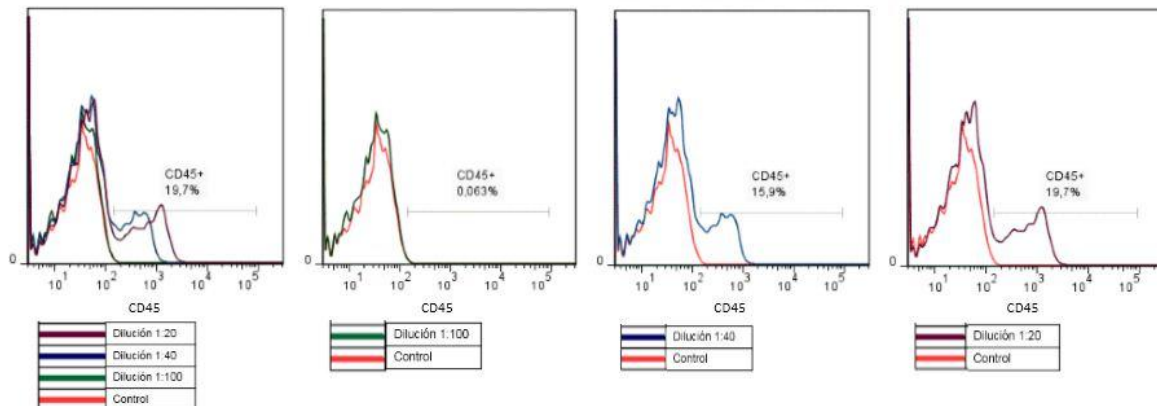 CD45+
19,7%
0
10^1 10^2 10^3 10^4 10^5
CD45
Dilución 1:20
Dilución 1:40
Dilución 1:100
Control
CD45+
0,063%
0
10^1 10^2 10^3 10^4 10^5
CD45
Dilución 1:100
Control
CD45+
15,9%
0
10^1 10^2 10^3 10^4 10^5
CD45
Dilución 1:40
Control
CD45+
19,7%
0
10^1 10^2 10^3 10^4 10^5
CD45
Dilución 1:20
Control